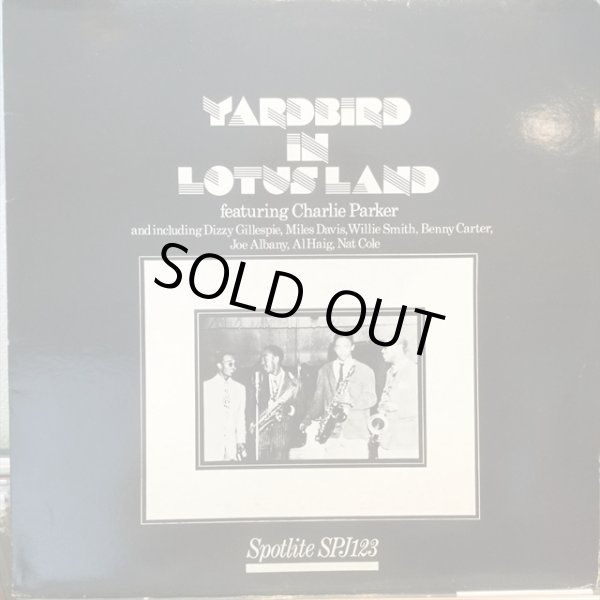 YARDBIRD
IN
LOTUS LAND
featuring Charlie Parker
and including Dizzy Gillespie, Miles Davis, Willie Smith, Benny Carter,
Joe Albany, Al Haig, Nat Cole
SOLD OUT
Spotlite SPJ123